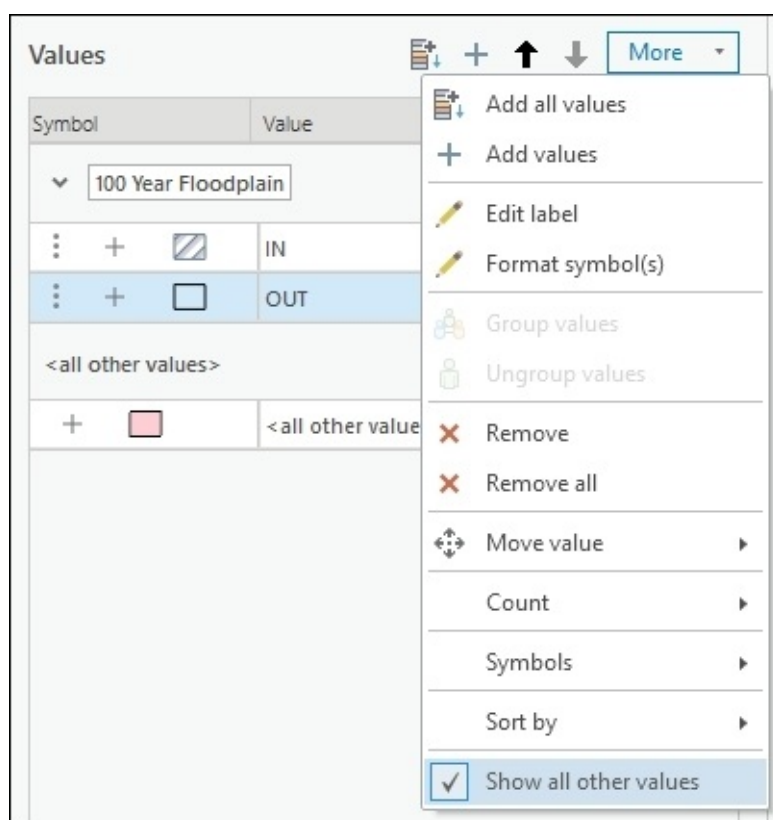 Values
More
Symbol Value
100 Year Floodplain
IN
OUT
<all other values>
<all other value
Add all values
Add values
Edit label
Format symbol(s)
Group values
Ungroup values
Remove
Remove all
Move value
Count
Symbols
Sort by
Show all other values